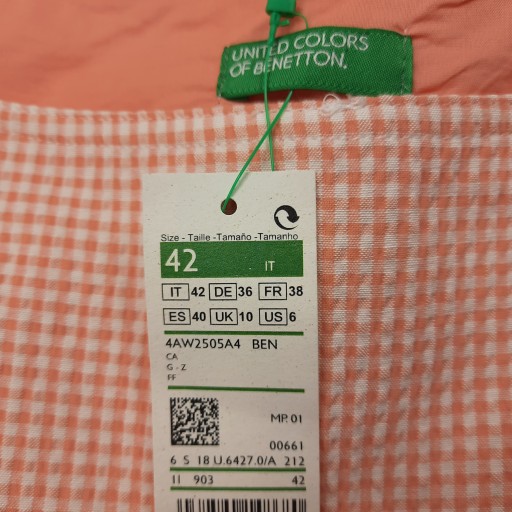 UNITED COLORS
OF BENETTON.
Size - Taille -Tamaño -Tamanho
42 IT
IT 42 DE 36 FR 38
ES 40 UK 10 US 6
4AW2505A4 BEN
CA
G - Z
FF
MP. 01
00661
6 S 18 U.6427.0/A 212
11 903 42